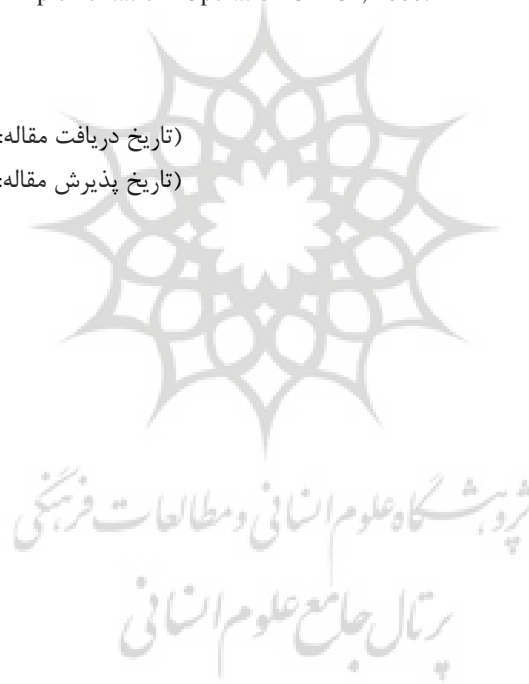 (تاریخ دریافت مقاله:
(تاریخ پذیرش مقاله:
پژوهشگاه علوم انسانی و مطالعات فرهنگی
پرتال جامع علوم انسانی